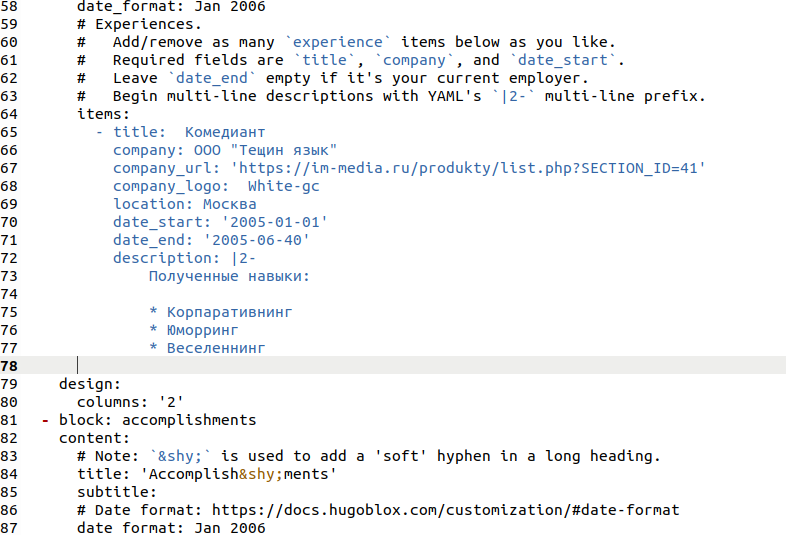 58 date_format: Jan 2006
59 # Experiences.
60 #   Add/remove as many `experience` items below as you like.
61 #   Required fields are `title`, `company`, and `date_start`.
62 #   Leave `date_end` empty if it's your current employer.
63 #   Begin multi-line descriptions with YAML's `|2-` multi-line prefix.
64 items:
65 - title:  Комедиант
66 company: ООО "Тещин язык"
67 company_url: 'https://im-media.ru/produkty/list.php?SECTION_ID=41'
68 company_logo:  White-gc
69 location: Москва
70 date_start: '2005-01-01'
71 date_end: '2005-06-40'
72 description: |2-
73 Полученные навыки:
74
75 * Корпаративнинг
76 * Юморринг
77 * Веселеннинг
78
79 design:
80 columns: '2'
81 - block: accomplishments
82 content:
83 # Note: `&shy;` is used to add a 'soft' hyphen in a long heading.
84 title: 'Accomplish&shy;ments'
85 subtitle:
86 # Date format: https://docs.hugoblox.com/customization/#date-format
87 date format: Jan 2006